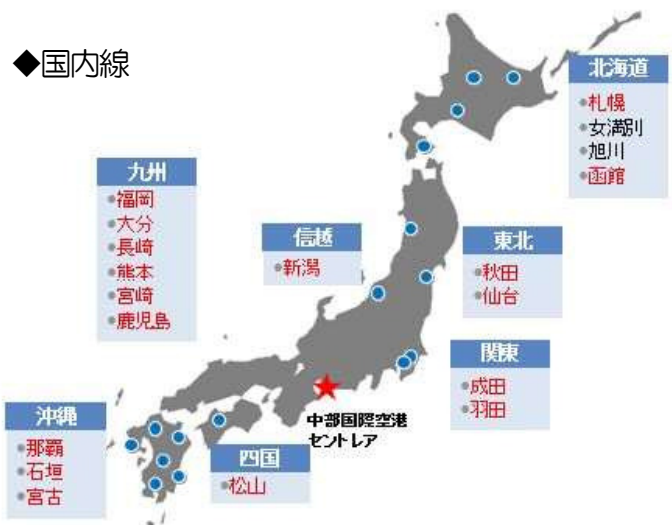 ◆国内線
北海道
札幌
女満別
旭川
函館
九州
福岡
大分
長崎
熊本
宮崎
鹿児島
信越
新潟
東北
秋田
仙台
関東
成田
羽田
中部国際空港
セントレア
沖縄
那覇
石垣
宮古
四国
松山